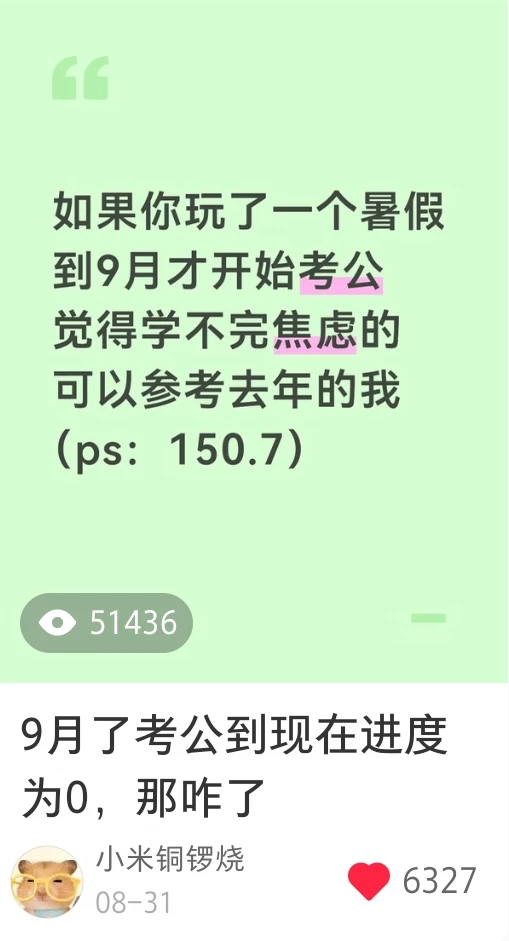 如果你玩了一个暑假
到9月才开始考公
觉得学不完焦虑的
可以参考去年的我
（ps：150.7）
51436
9月了考公到现在进度
为0，那咋了
小米铜锣烧
08-31
6327